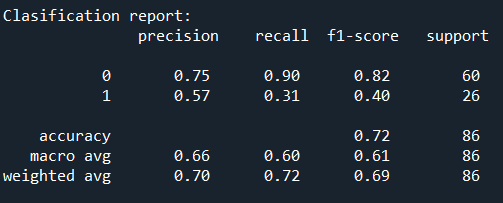 Clasification report:
precision recall f1-score support
0 0.75 0.90 0.82 60
1 0.57 0.31 0.40 26
accuracy 0.72 86
macro avg 0.66 0.60 0.61 86
weighted avg 0.70 0.72 0.69 86